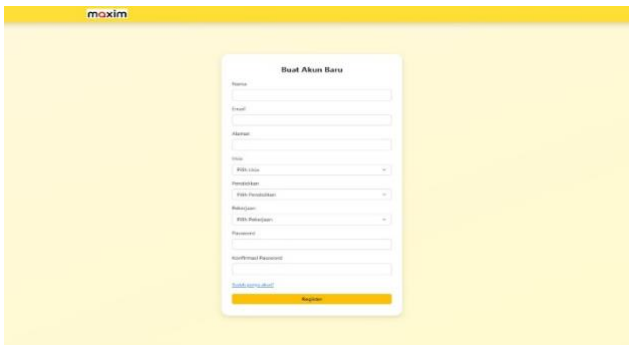 maxim
Buat Akun Baru
Nama
Email
Alamat
Usia
Pilih Usia
Pendidikan
Pilih Pendidikan
Pekerjaan
Pilih Pekerjaan
Password
Konfirmasi Password
Sudah punya akun?
Register